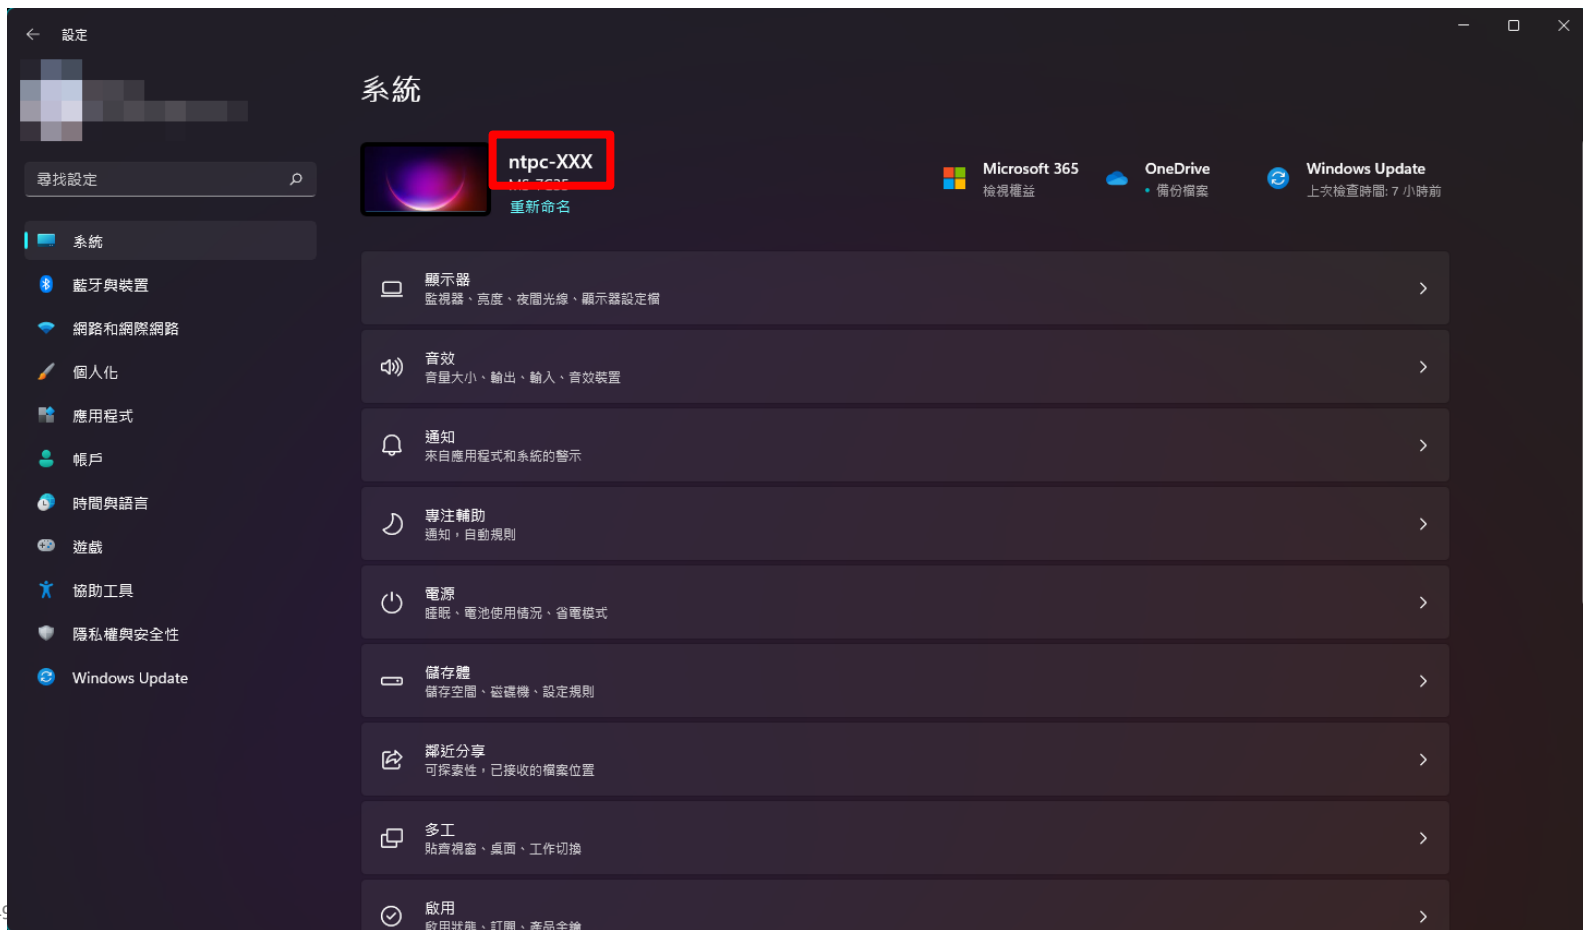 設定
系統
尋找設定
ntpc-XXX
重新命名
Microsoft 365
檢視權益
OneDrive
• 備份檔案
Windows Update
上次檢查時間: 7 小時前
系統
藍牙與裝置
網路和網際網路
個人化
應用程式
帳戶
時間與語言
遊戲
協助工具
隱私權與安全性
Windows Update
顯示器
監視器、亮度、夜間光線、顯示器設定檔
音效
音量大小、輸出、輸入、音效裝置
通知
來自應用程式和系統的警示
專注輔助
通知，自動規則
電源
睡眠、電池使用情況、省電模式
儲存體
儲存空間、磁碟機、設定規則
鄰近分享
可探索性，已接收的檔案位置
多工
貼齊視窗、桌面、工作切換
啟用
啟用狀態、訂閱、產品金鑰